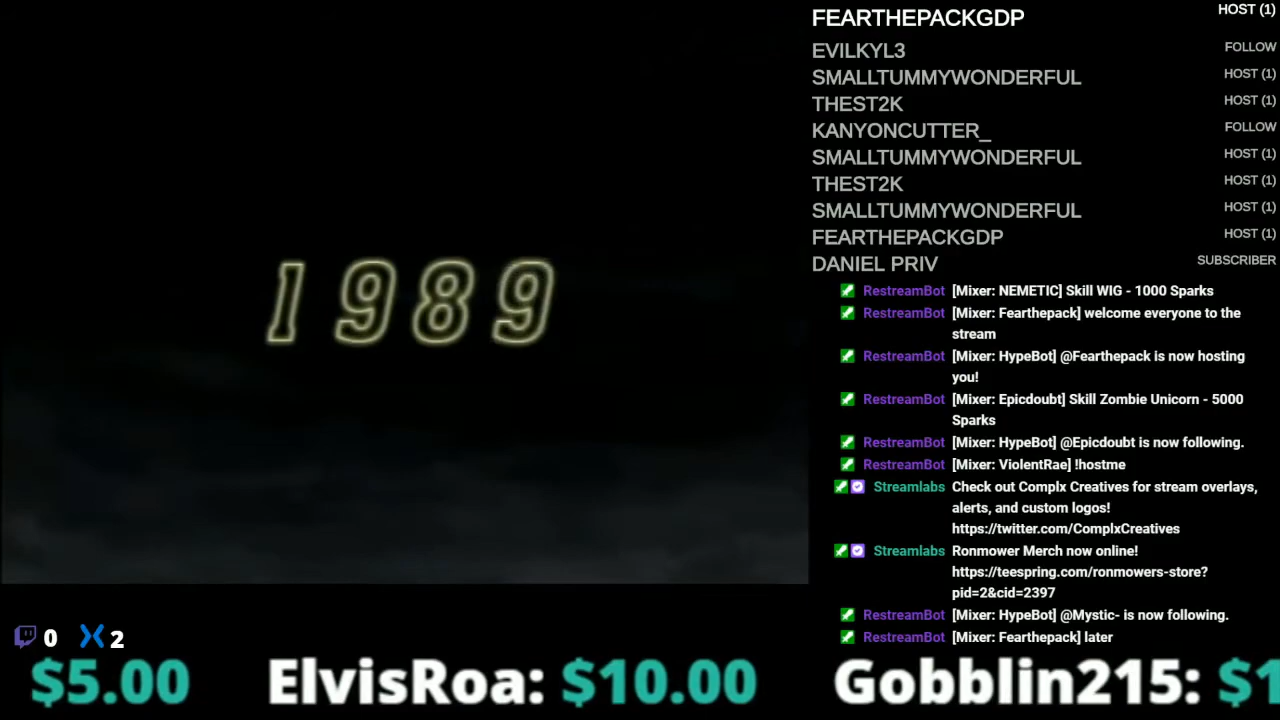 1989
FEARTHEPACKGDP HOST (1)
EVILKYL3 FOLLOW
SMALLTUMMYWONDERFUL HOST (1)
THEST2K HOST (1)
KANYONCUTTER_ FOLLOW
SMALLTUMMYWONDERFUL HOST (1)
THEST2K HOST (1)
SMALLTUMMYWONDERFUL HOST (1)
FEARTHEPACKGDP HOST (1)
DANIEL PRIV SUBSCRIBER
RestreamBot [Mixer: NEMETIC] Skill WIG - 1000 Sparks
RestreamBot [Mixer: Fearthepack] welcome everyone to the
stream
RestreamBot [Mixer: HypeBot] @Fearthepack is now hosting
you!
RestreamBot [Mixer: Epicdoubt] Skill Zombie Unicorn - 5000
Sparks
RestreamBot [Mixer: HypeBot] @Epicdoubt is now following.
RestreamBot [Mixer: ViolentRae] !hostme
Streamlabs Check out Complx Creatives for stream overlays,
alerts, and custom logos!
https://twitter.com/ComplxCreatives
Streamlabs Ronmower Merch now online!
https://teespring.com/ronmowers-store?
pid=2&cid=2397
RestreamBot [Mixer: HypeBot] @Mystic- is now following.
RestreamBot [Mixer: Fearthepack] later
0 2
$5.00 ElvisRoa: $10.00 Gobblin215: $1